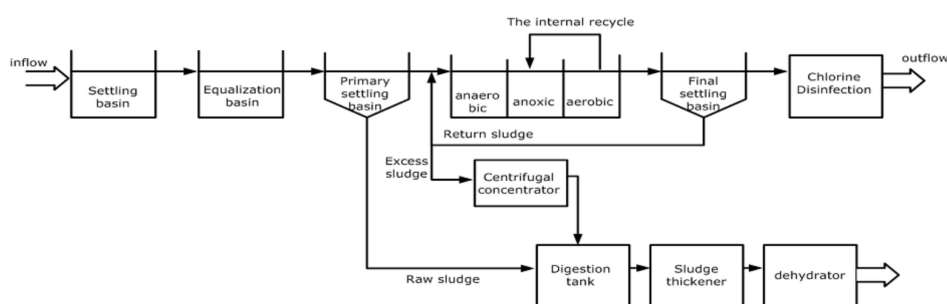 The internal recycle
inflow
outflow
Settling
basin
Equalization
basin
Primary
settling
basin
anaero
bic
anoxic
aerobic
Final
settling
basin
Chlorine
Disinfection
Return sludge
Excess
sludge
Centrifugal
concentrator
Raw sludge
Digestion
tank
Sludge
thickener
dehydrator